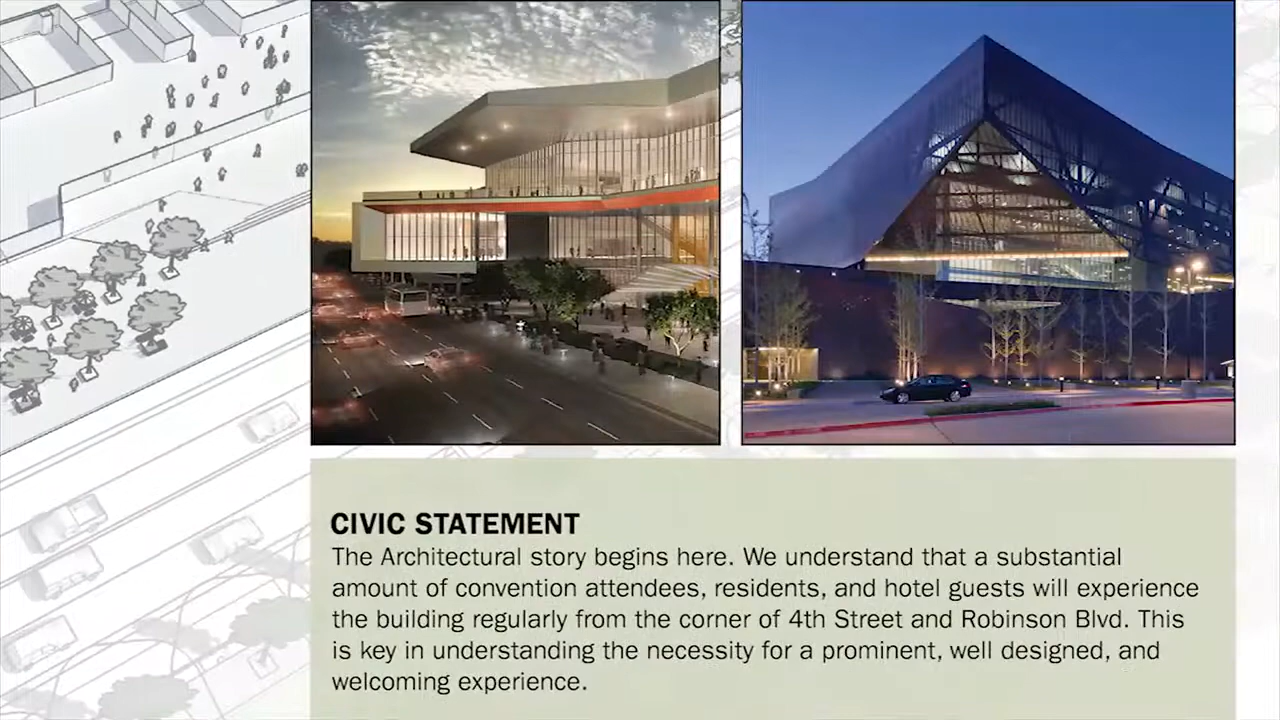 CIVIC STATEMENT
The Architectural story begins here. We understand that a substantial
amount of convention attendees, residents, and hotel guests will experience
the building regularly from the corner of 4th Street and Robinson Blvd. This
is key in understanding the necessity for a prominent, well designed, and
welcoming experience.